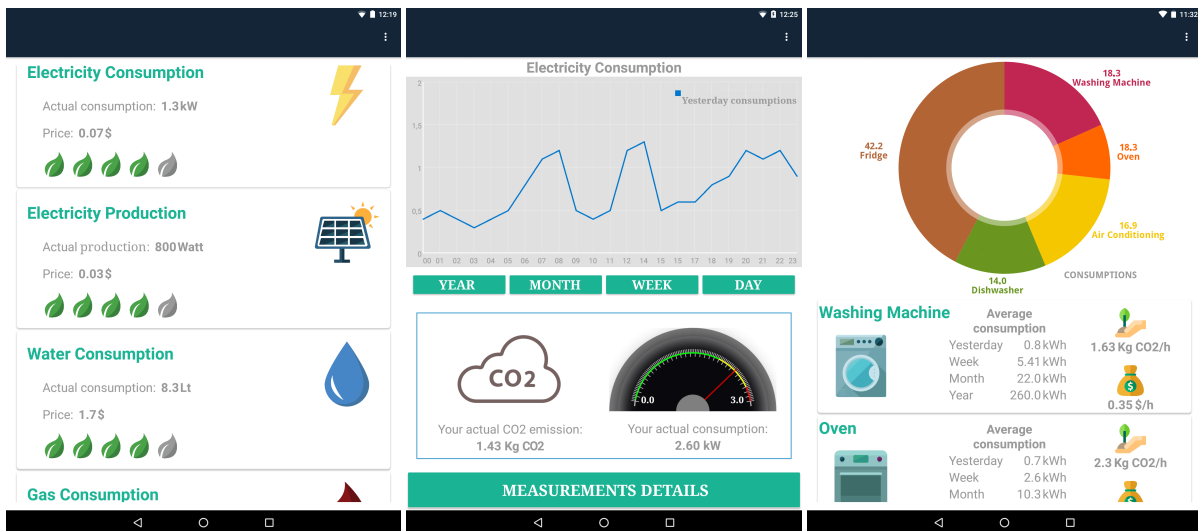 12:19
Electricity Consumption
Actual consumption: 1.3kW
Price: 0.07$
Electricity Production
Actual production: 800Watt
Price: 0.03$
Water Consumption
Actual consumption: 8.3Lt
Price: 1.7$
Gas Consumption
12:25
Electricity Consumption
2
Yesterday consumptions
1,5
1
0,5
0
00 01 02 03 04 05 06 07 08 09 10 11 12 14 15 15 16 17 18 19 20 21 22 23
YEAR MONTH WEEK DAY
CO2
0.0 3.0
Your actual CO2 emission:
1.43 Kg CO2
Your actual consumption:
2.60 kW
MEASUREMENTS DETAILS
11:32
18.3
Washing Machine
42.2
Fridge
18.3
Oven
16.9
Air Conditioning
14.0
Dishwasher
CONSUMPTIONS
Washing Machine
Average
consumption
Yesterday 0.8kWh
Week 5.41kWh
Month 22.0kWh
Year 260.0kWh
1.63 Kg CO2/h
0.35 $/h
Oven
Average
consumption
Yesterday 0.7kWh
Week 2.6kWh
Month 10.3kWh
2.3 Kg CO2/h